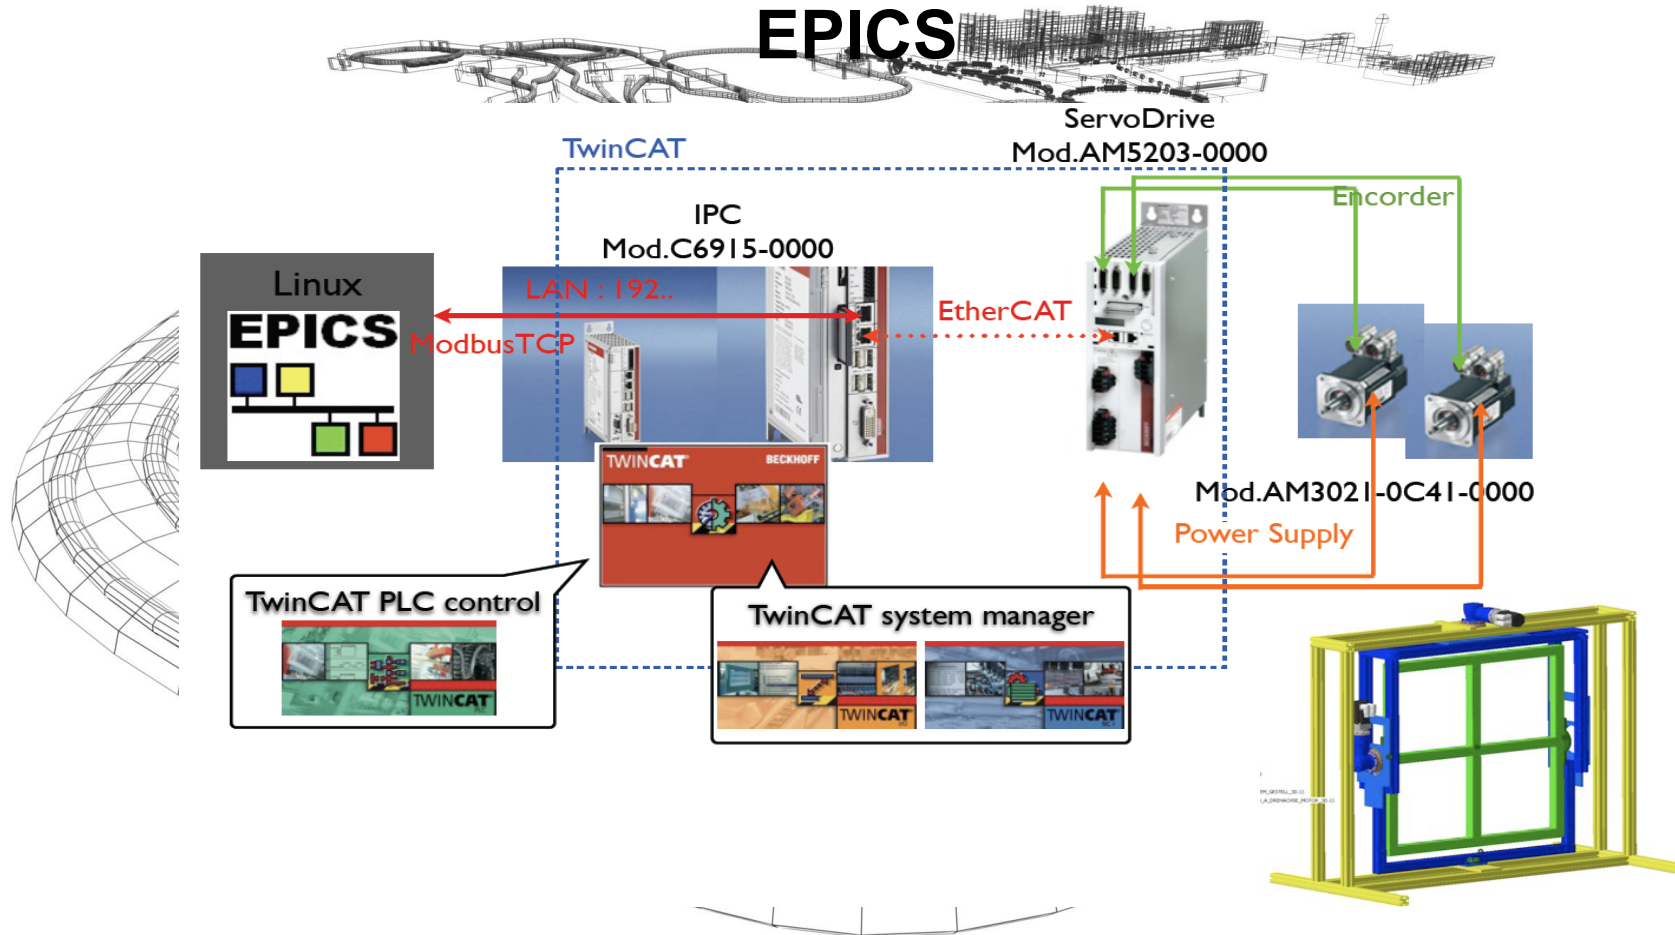 EPICS
ServoDrive
Mod.AM5203-0000
TwinCAT
Encorder
IPC
Mod.C6915-0000
Linux
LAN : 192..
EtherCAT
EPICS
ModbusTCP
TWINCAT
BECKHOFF
Mod.AM3021-0C41-0000
Power Supply
TwinCAT PLC control
TwinCAT system manager
TWINCAT
PLC
TWINCAT
I/O
TWINCAT